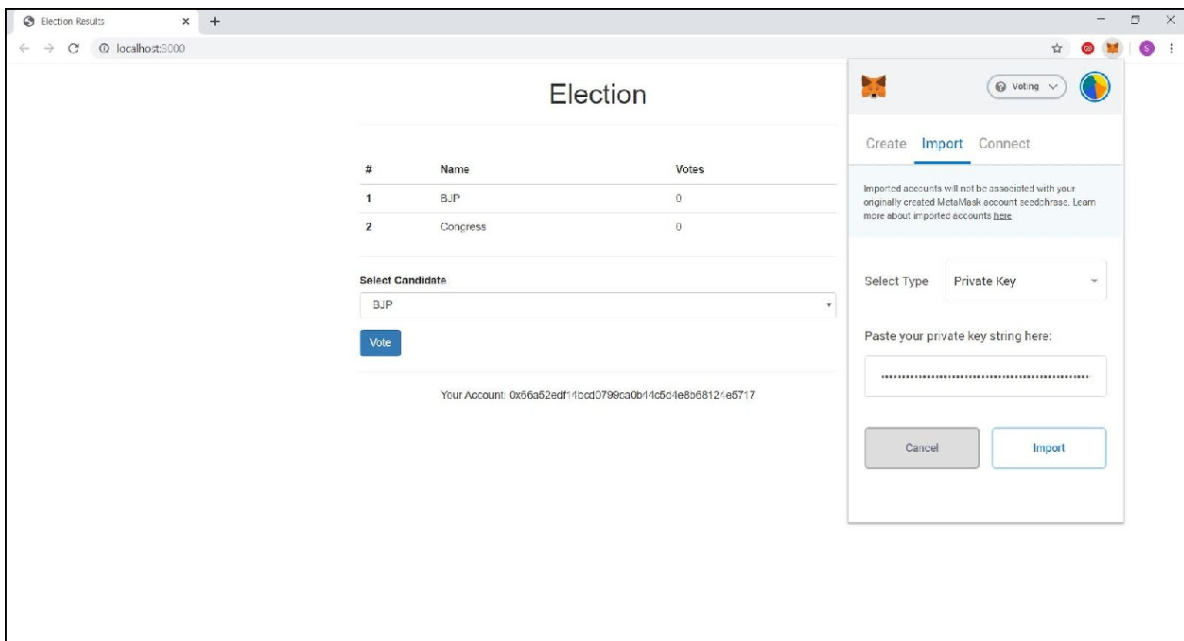 Election Results
localhost:3000
S
Election
# Name Votes
1 BJP 0
2 Congress 0
Select Candidate
BJP
Vote
Your Account:
Voting
Create Import Connect
Imported accounts will not be associated with your
originally created MetaMask account seedphrase. Learn
more about imported accounts here
Select Type Private Key
Paste your private key string here:
Cancel Import